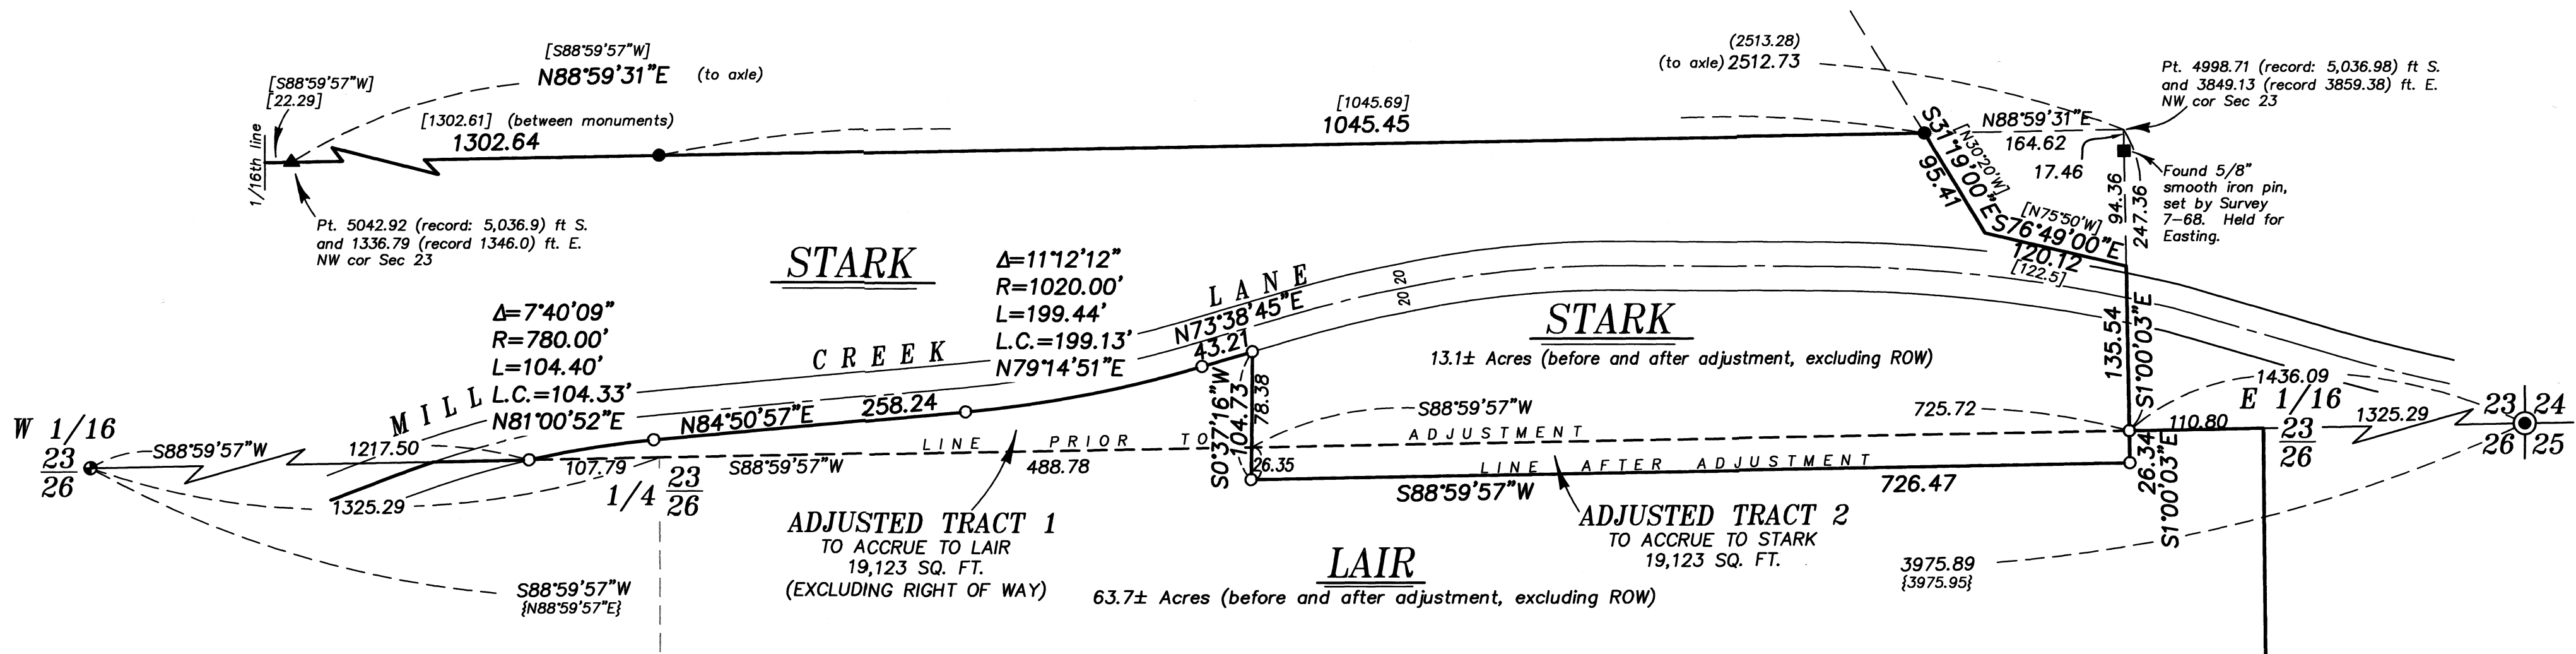 [S88°59'57"W]
N88°59'31"E (to axle)
[S88°59'57"W]
[22.29]
1/16th line
[1302.61] (between monuments)
1302.64
Pt. 5042.92 (record: 5,036.9) ft S.
and 1336.79 (record 1346.0) ft. E.
NW cor Sec 23
[1045.69]
1045.45
(2513.28)
(to axle) 2512.73
Pt. 4998.71 (record: 5,036.98) ft S.
and 3849.13 (record 3859.38) ft. E.
NW cor Sec 23
N88°59'31"E
164.62
17.46
S31°19'00"E
[N30°20'W]
95.41
Found 5/8"
smooth iron pin,
set by Survey
7-68. Held for
Easting.
94.36
247.36
[N75°50'W]
S76°49'00"E
120.12
[122.5]
STARK
Δ=11°12'12"
R=1020.00'
L=199.44'
L.C.=199.13'
N79°14'51"E
Δ=7°40'09"
R=780.00'
L=104.40'
L.C.=104.33'
N81°00'52"E
MILL CREEK LANE
N73°38'45"E
43.21
20 20
STARK
13.1± Acres (before and after adjustment, excluding ROW)
135.54
S1°00'03"E
N84°50'57"E 258.24
S0°37'16"W
104.73
78.38
26.35
W 1/16
23
26
S88°59'57"W
1217.50
1325.29
107.79
1/4 23
26
S88°59'57"W
LINE PRIOR TO ADJUSTMENT
488.78
S88°59'57"W
725.72
1436.09
E 1/16
23
26
110.80
1325.29
23 24
26 25
LINE AFTER ADJUSTMENT
S88°59'57"W
726.47
26.34
S1°00'03"E
ADJUSTED TRACT 1
TO ACCRUE TO LAIR
19,123 SQ. FT.
(EXCLUDING RIGHT OF WAY)
ADJUSTED TRACT 2
TO ACCRUE TO STARK
19,123 SQ. FT.
S88°59'57"W
{N88°59'57"E}
LAIR
63.7± Acres (before and after adjustment, excluding ROW)
3975.89
{3975.95}